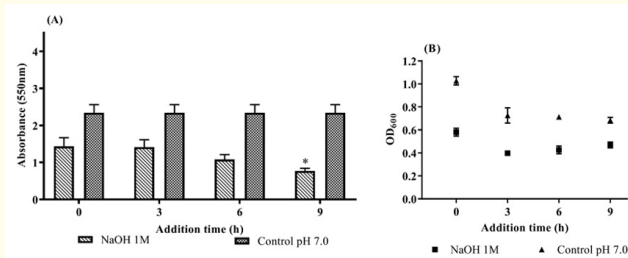 (A)
4
3
2
1
0
Absorbance (550nm)
*
0 3 6 9
Addition time (h)
NaOH 1M Control pH 7.0
(B)
1.2
1.0
0.8
0.6
0.4
0.2
0.0
OD600
0 3 6 9
Addition time (h)
NaOH 1M Control pH 7.0